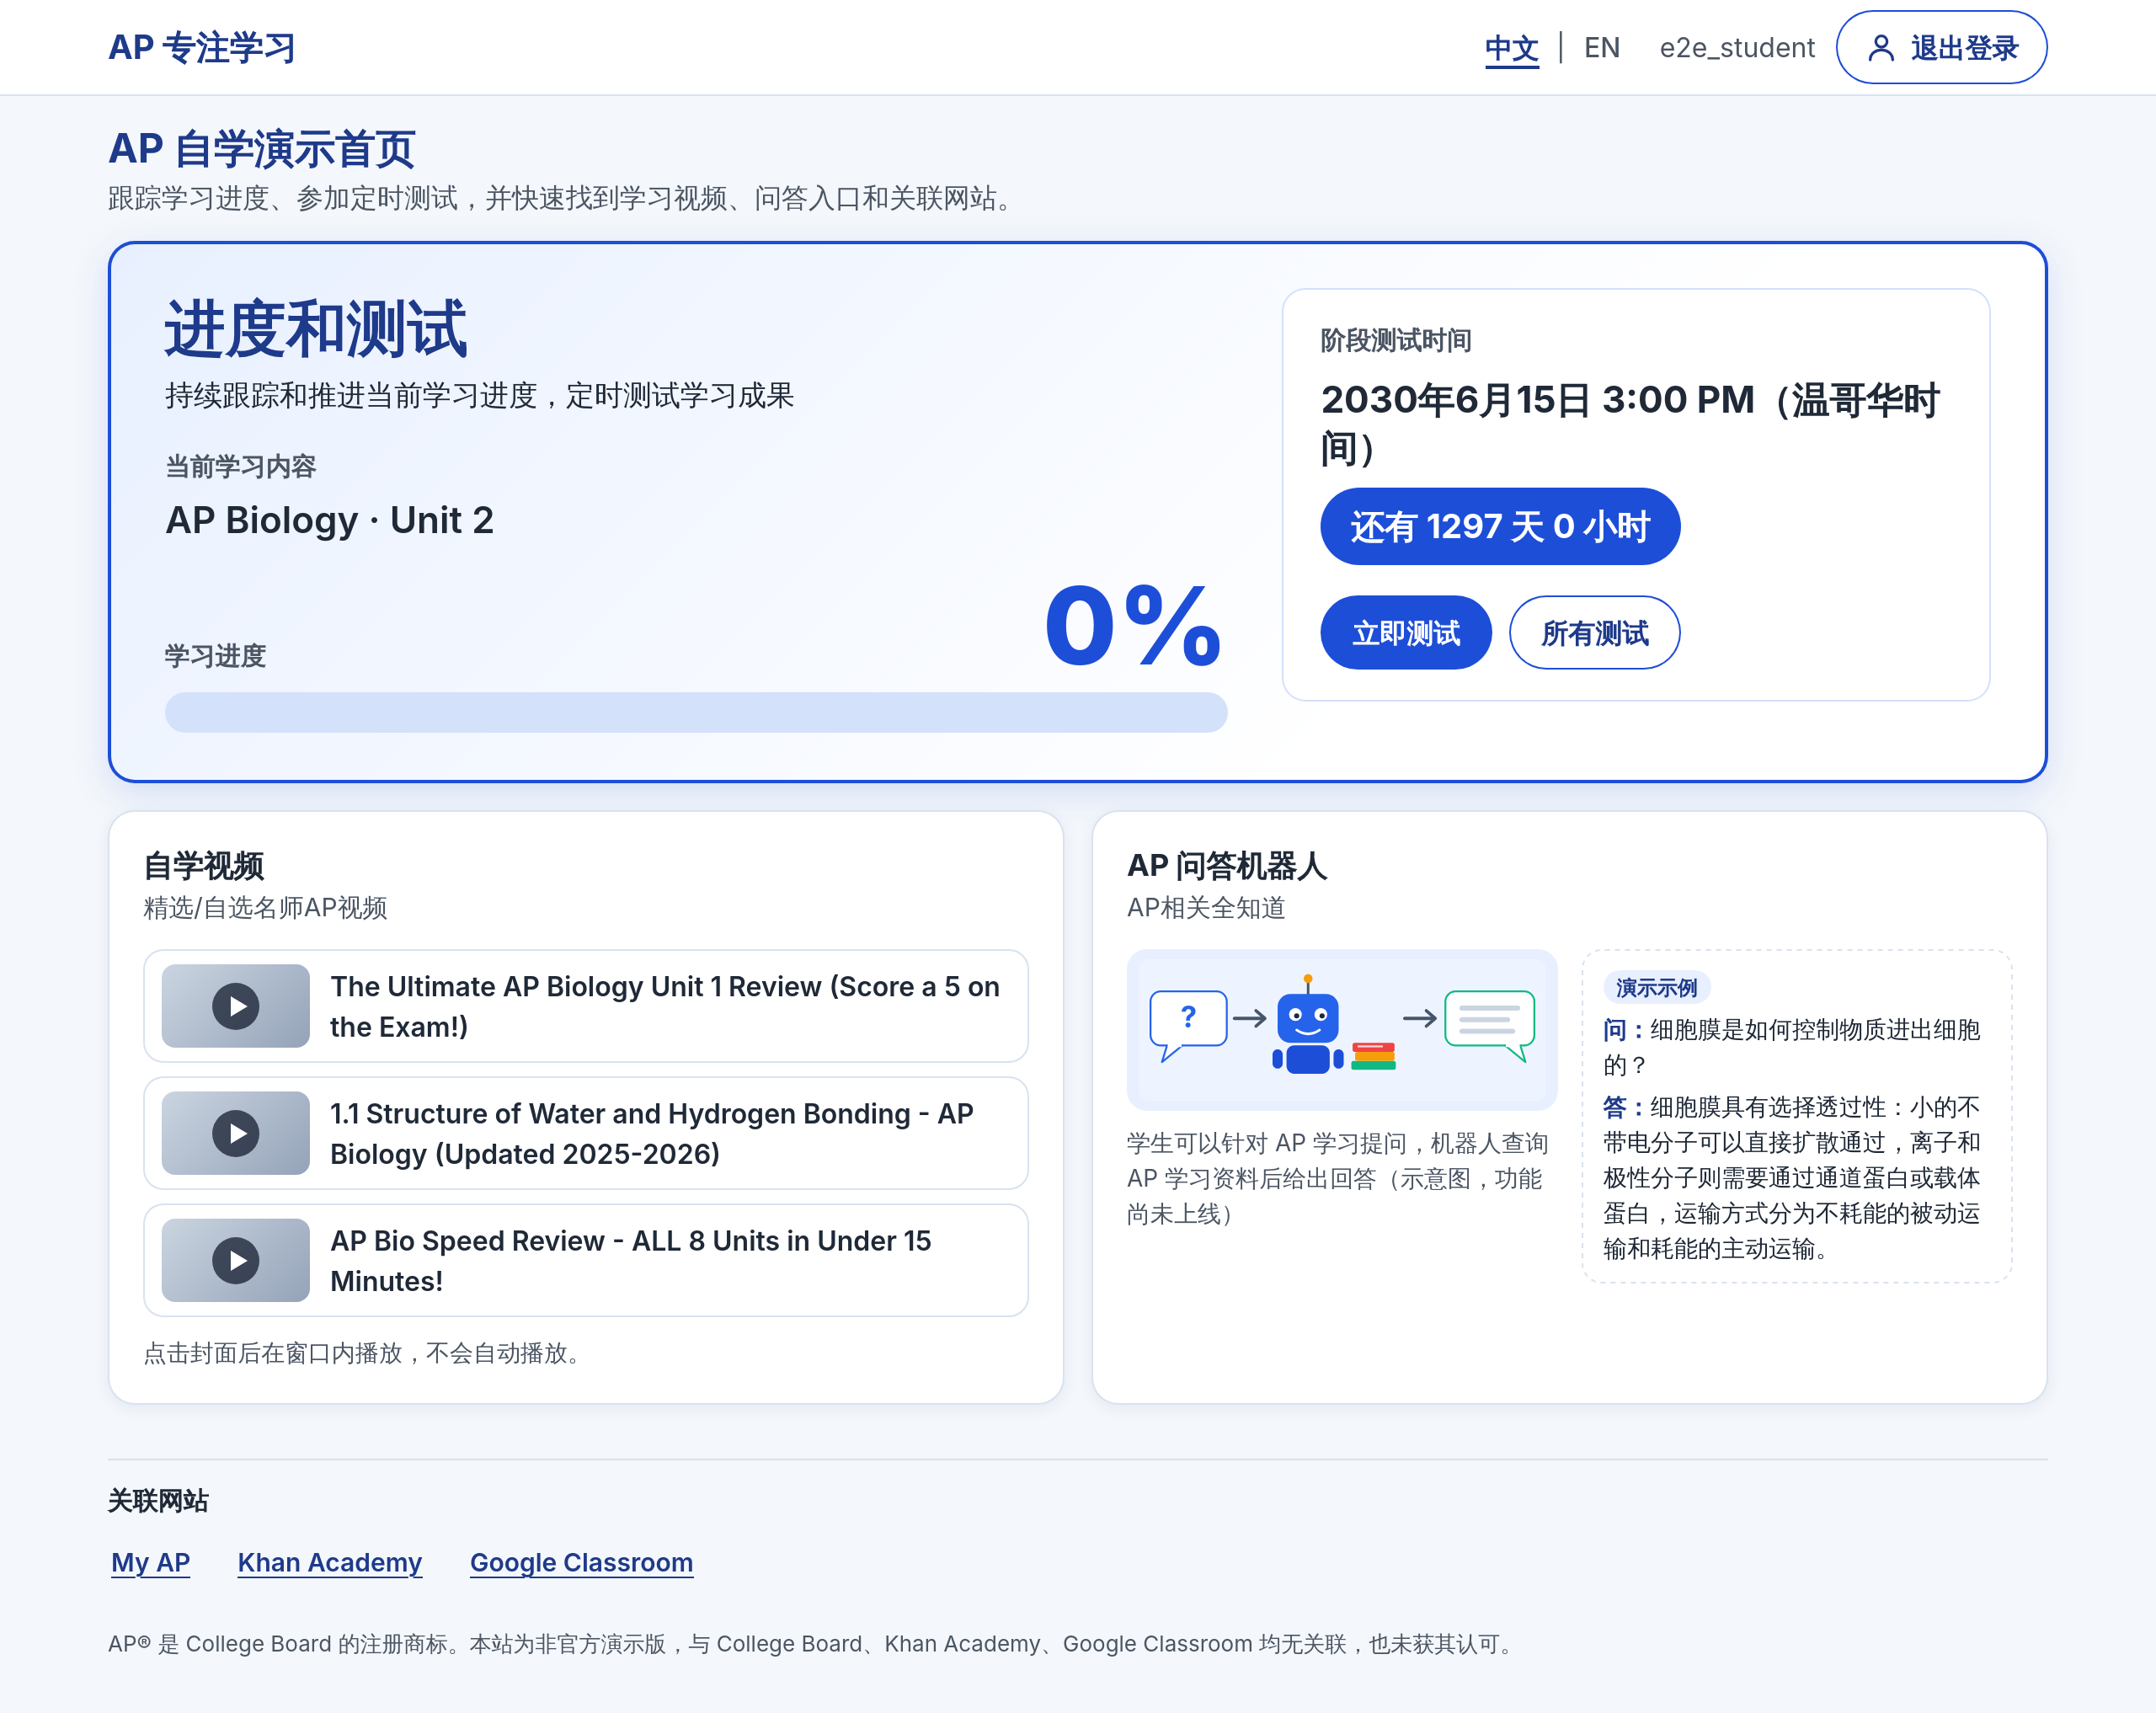 AP 专注学习
中文 | EN e2e_student 退出登录
AP 自学演示首页
跟踪学习进度、参加定时测试，并快速找到学习视频、问答入口和关联网站。
进度和测试
持续跟踪和推进当前学习进度，定时测试学习成果
当前学习内容
AP Biology · Unit 2
学习进度
0%
阶段测试时间
2030年6月15日 3:00 PM（温哥华时
间）
还有 1297 天 0 小时
立即测试 所有测试
自学视频
精选/自选名师AP视频
The Ultimate AP Biology Unit 1 Review (Score a 5 on
the Exam!)
1.1 Structure of Water and Hydrogen Bonding - AP
Biology (Updated 2025-2026)
AP Bio Speed Review - ALL 8 Units in Under 15
Minutes!
点击封面后在窗口内播放，不会自动播放。
AP 问答机器人
AP相关全知道
?
学生可以针对 AP 学习提问，机器人查询
AP 学习资料后给出回答（示意图，功能
尚未上线）
演示示例
问：细胞膜是如何控制物质进出细胞
的？
答：细胞膜具有选择透过性：小的不
带电分子可以直接扩散通过，离子和
极性分子则需要通过通道蛋白或载体
蛋白，运输方式分为不耗能的被动运
输和耗能的主动运输。
关联网站
My AP Khan Academy Google Classroom
AP® 是 College Board 的注册商标。本站为非官方演示版，与 College Board、Khan Academy、Google Classroom 均无关联，也未获其认可。